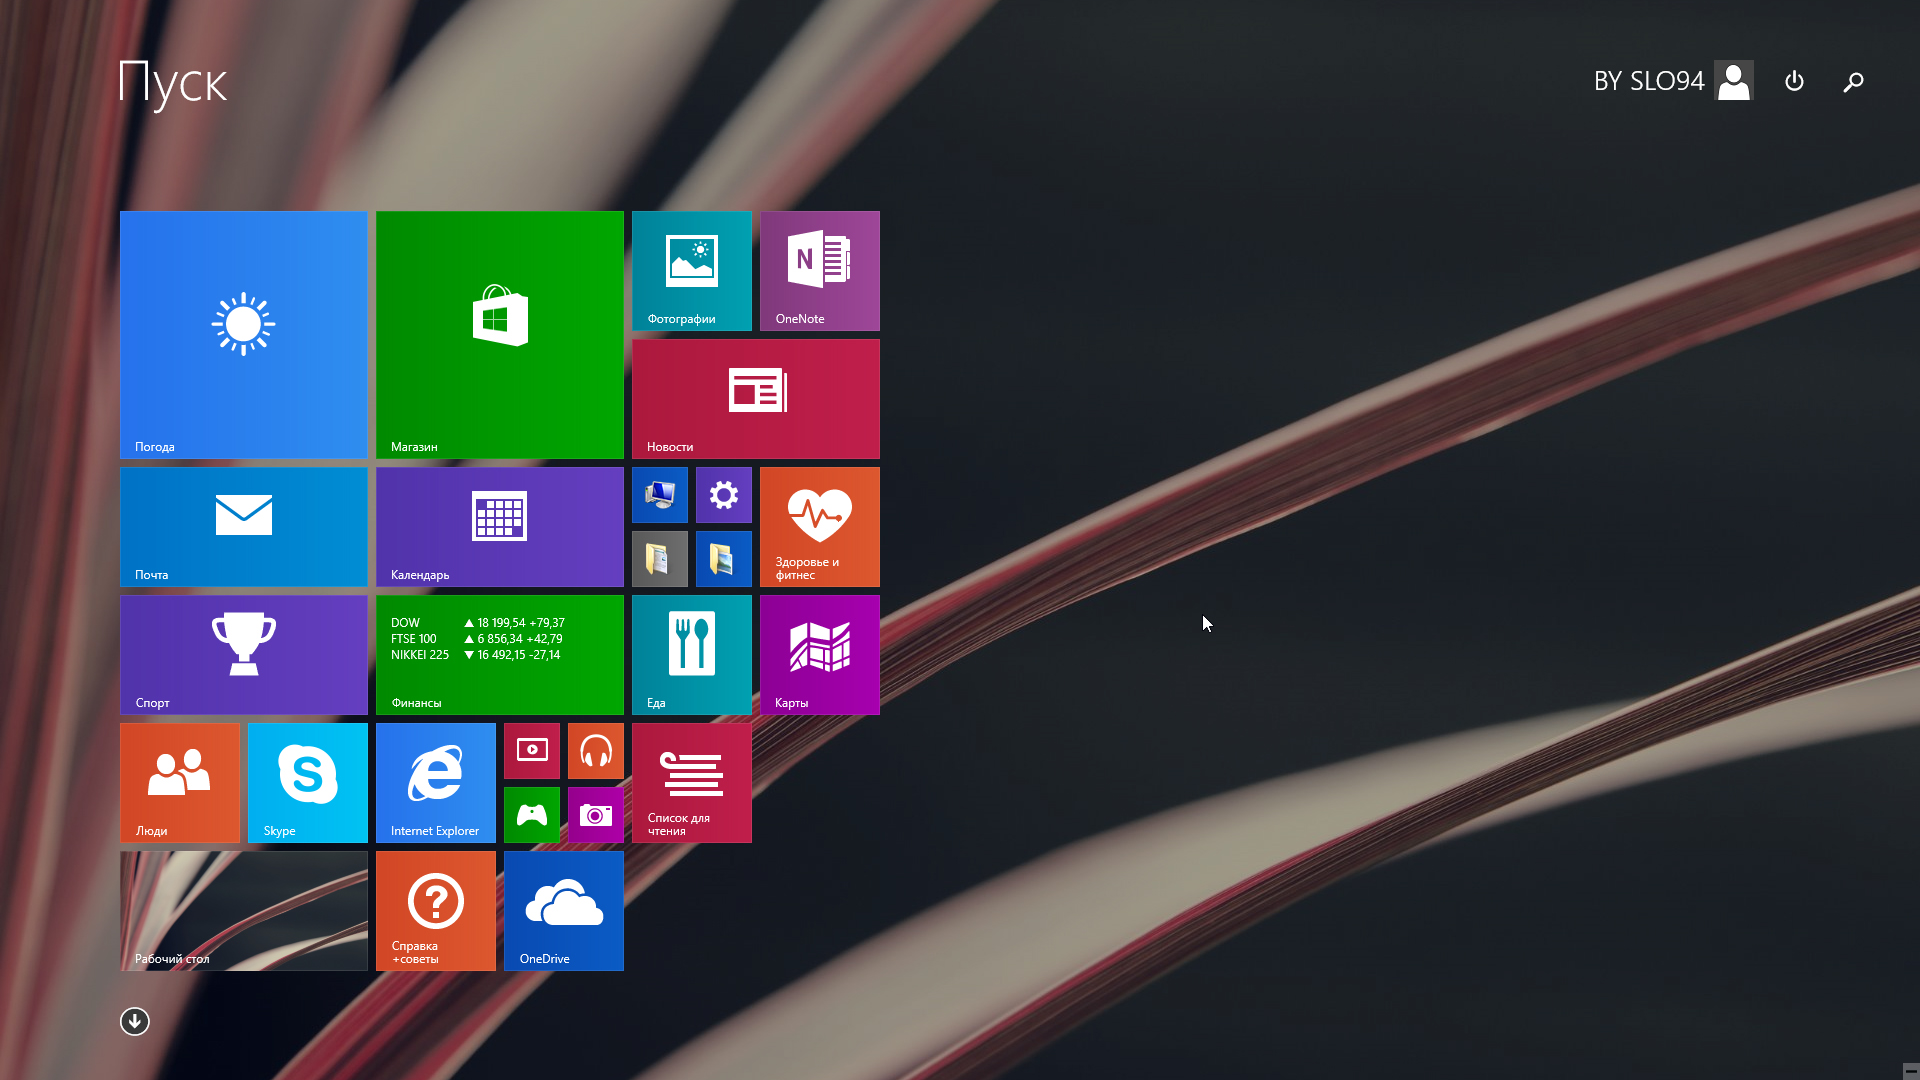 Пуск
BY SLO94
Погода
Магазин
Фотографии
N
OneNote
Новости
Почта
Календарь
Здоровье и
фитнес
Спорт
DOW ▲ 18 199,54 +79,37
FTSE 100 ▲ 6 856,34 +42,79
NIKKEI 225 ▼ 16 492,15 -27,14
Финансы
Еда
Карты
Люди
S
Skype
Internet Explorer
Список для
чтения
Рабочий стол
?
Справка
+советы
OneDrive